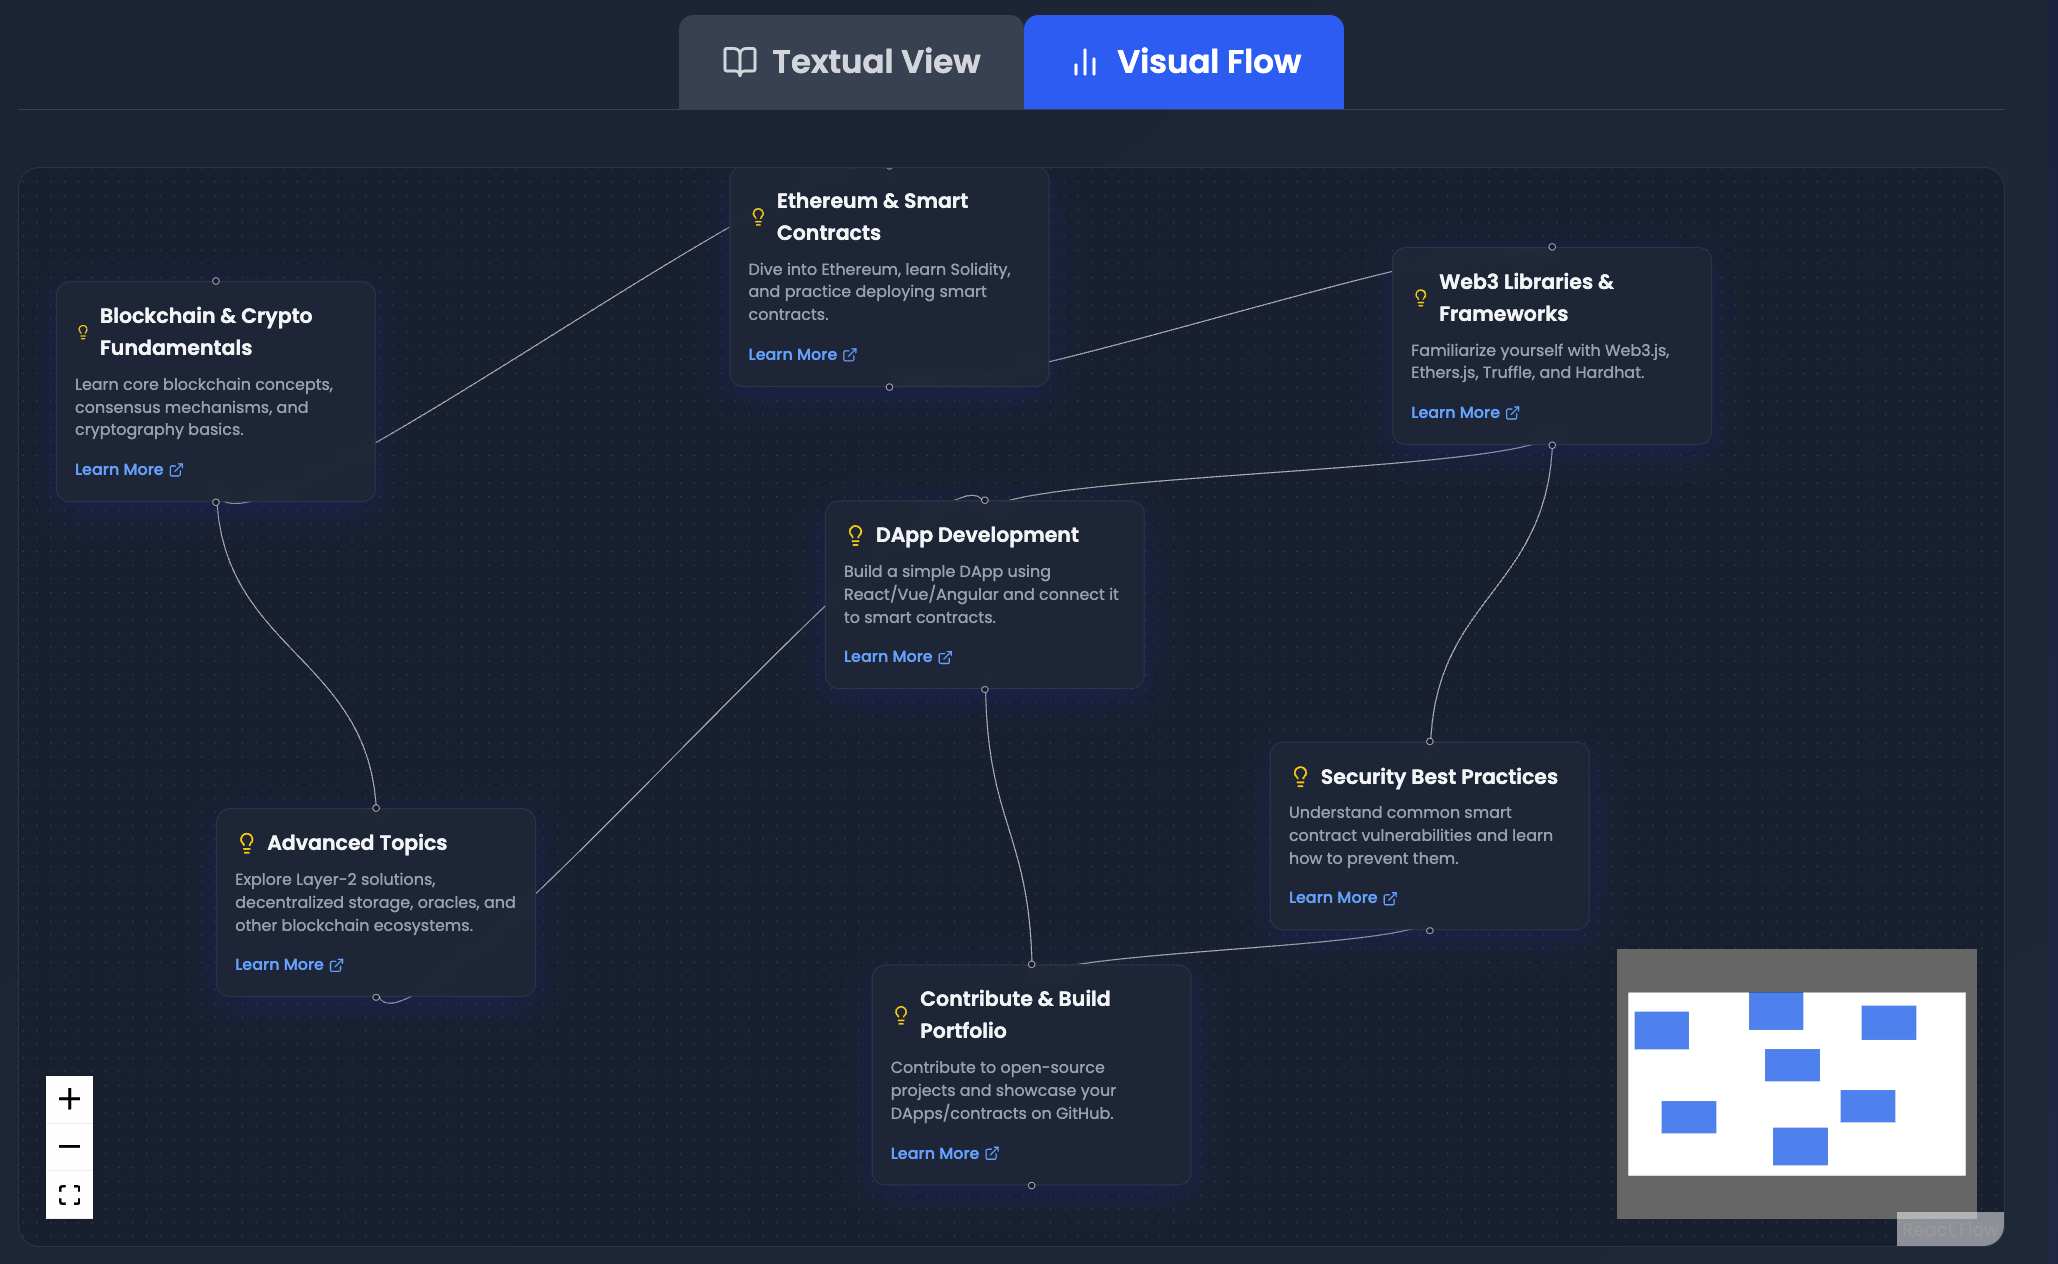 Textual View
Visual Flow
Ethereum & Smart
Contracts
Dive into Ethereum, learn Solidity,
and practice deploying smart
contracts.
Learn More
Web3 Libraries &
Frameworks
Familiarize yourself with Web3.js,
Ethers.js, Truffle, and Hardhat.
Learn More
Blockchain & Crypto
Fundamentals
Learn core blockchain concepts,
consensus mechanisms, and
cryptography basics.
Learn More
DApp Development
Build a simple DApp using
React/Vue/Angular and connect it
to smart contracts.
Learn More
Security Best Practices
Understand common smart
contract vulnerabilities and learn
how to prevent them.
Learn More
Advanced Topics
Explore Layer-2 solutions,
decentralized storage, oracles, and
other blockchain ecosystems.
Learn More
Contribute & Build
Portfolio
Contribute to open-source
projects and showcase your
DApps/contracts on GitHub.
Learn More
React Flow